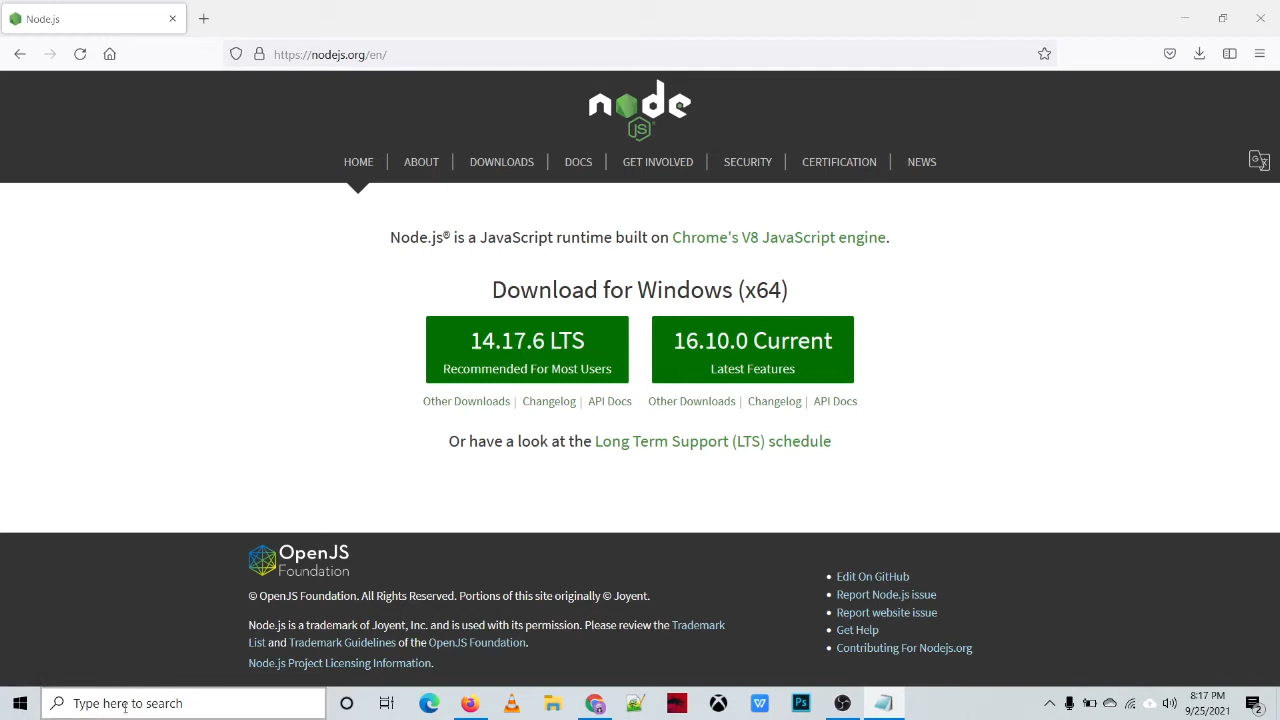 Node.js
https://nodejs.org/en/
node
JS
HOME
ABOUT
DOWNLOADS
DOCS
GET INVOLVED
SECURITY
CERTIFICATION
NEWS
Node.js® is a JavaScript runtime built on Chrome's V8 JavaScript engine.
Download for Windows (x64)
14.17.6 LTS
Recommended For Most Users
16.10.0 Current
Latest Features
Other Downloads | Changelog | API Docs
Other Downloads | Changelog | API Docs
Or have a look at the Long Term Support (LTS) schedule
OpenJS
Foundation
© OpenJS Foundation. All Rights Reserved. Portions of this site originally © Joyent.
Node.js is a trademark of Joyent, Inc. and is used with its permission. Please review the Trademark
List and Trademark Guidelines of the OpenJS Foundation.
Node.js Project Licensing Information.
Edit On GitHub
Report Node.js issue
Report website issue
Get Help
Contributing For Nodejs.org
Type here to search
Ps
8:17 PM
9/25/2021
2